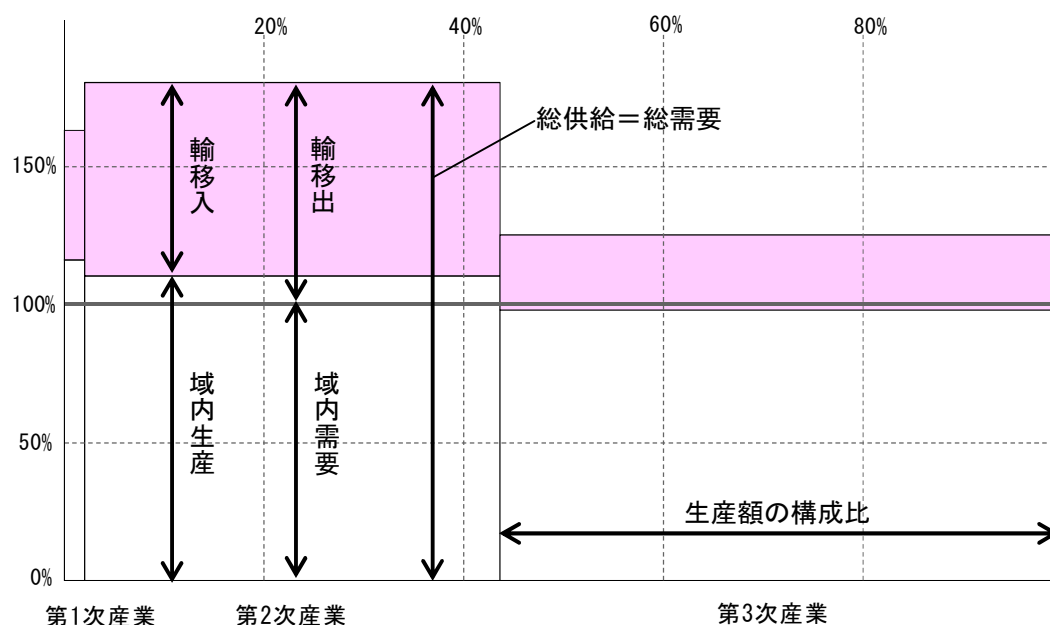 20%
40%
60%
80%
150%
100%
50%
0%
輸移入
輸移出
総供給＝総需要
域内生産
域内需要
生産額の構成比
第1次産業
第2次産業
第3次産業